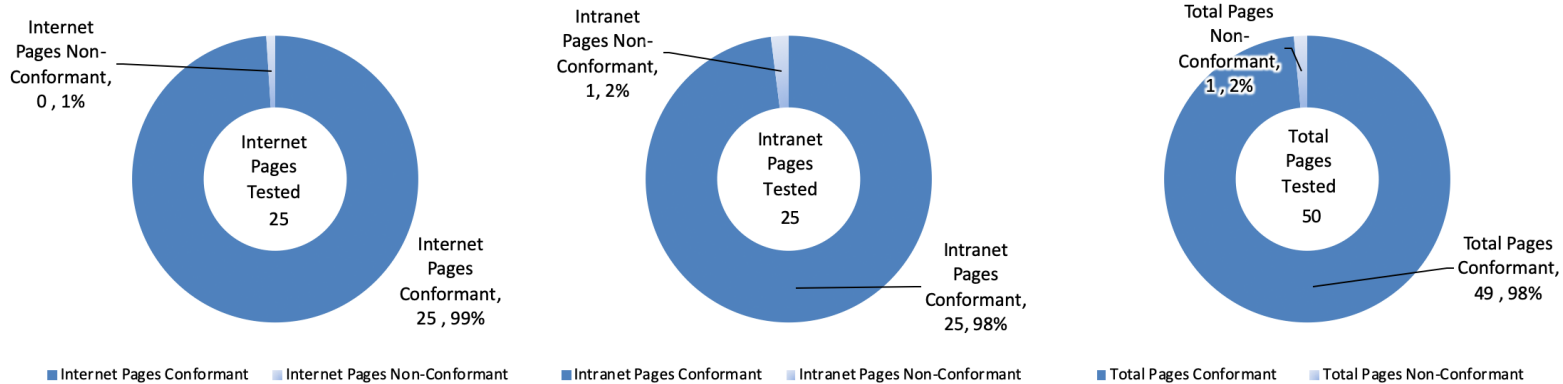 Internet
Pages Non-
Conformant,
0 , 1%
Internet
Pages
Tested
25
Internet
Pages
Conformant,
25 , 99%
Internet Pages Conformant
Internet Pages Non-Conformant
Intranet
Pages Non-
Conformant,
1, 2%
Intranet
Pages
Tested
25
Intranet
Pages
Conformant,
25, 98%
Intranet Pages Conformant
Intranet Pages Non-Conformant
Total Pages
Non-
Conformant,
1 , 2%
Total
Pages
Tested
50
Total Pages
Conformant,
49 , 98%
Total Pages Conformant
Total Pages Non-Conformant